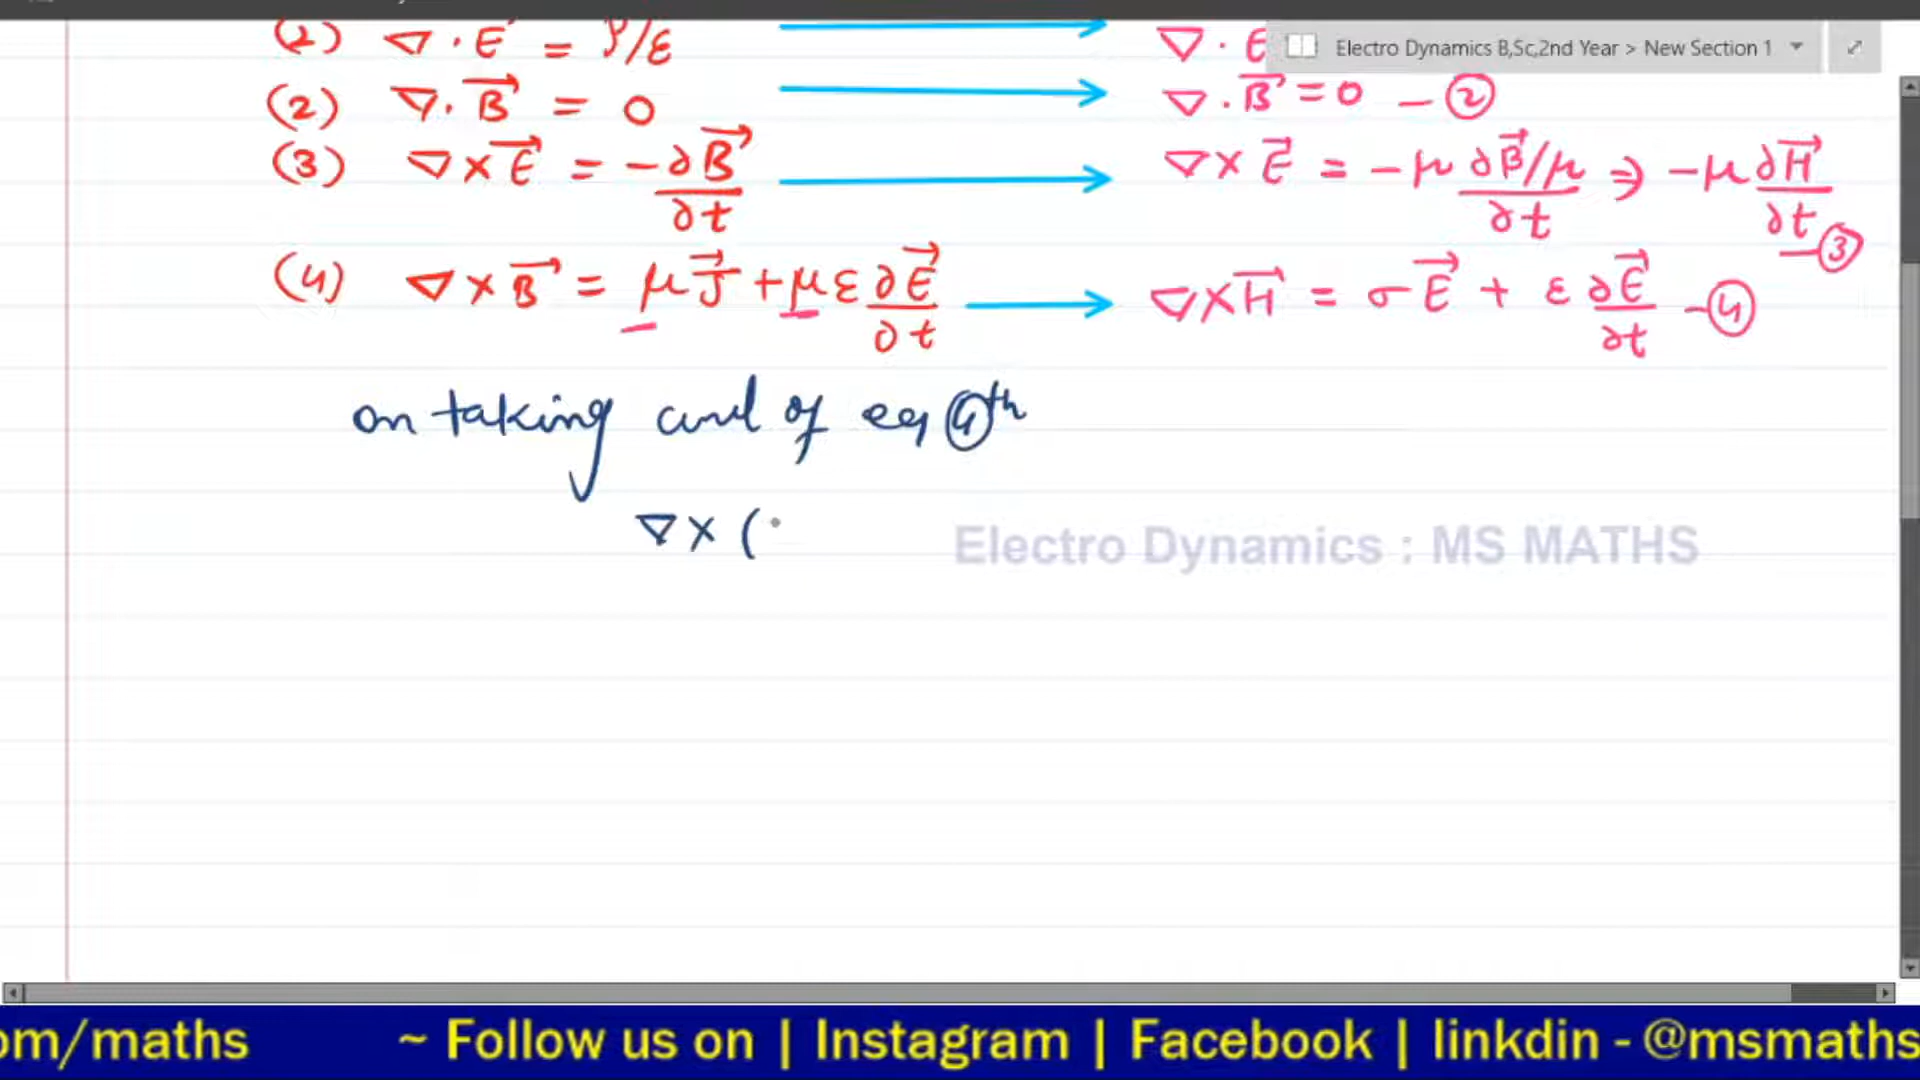 (1) ∇·E⃗ = ρ/ε ⟶ ∇·E
Electro Dynamics B,Sc,2nd Year > New Section 1
(2) ∇·B⃗ = 0 ⟶ ∇·B⃗ = 0 – ②
(3) ∇×E⃗ = -∂B⃗/∂t ⟶ ∇×E⃗ = -μ ∂B⃗/μ/∂t ⇒ -μ ∂H⃗/∂t – ③
(4) ∇×B⃗ = μJ⃗ + με ∂E⃗/∂t ⟶ ∇×H⃗ = σE⃗ + ε ∂E⃗/∂t – ④
on taking curl of eq ④th
∇× (
Electro Dynamics : MS MATHS
om/maths ~ Follow us on | Instagram | Facebook | linkdin - @msmaths